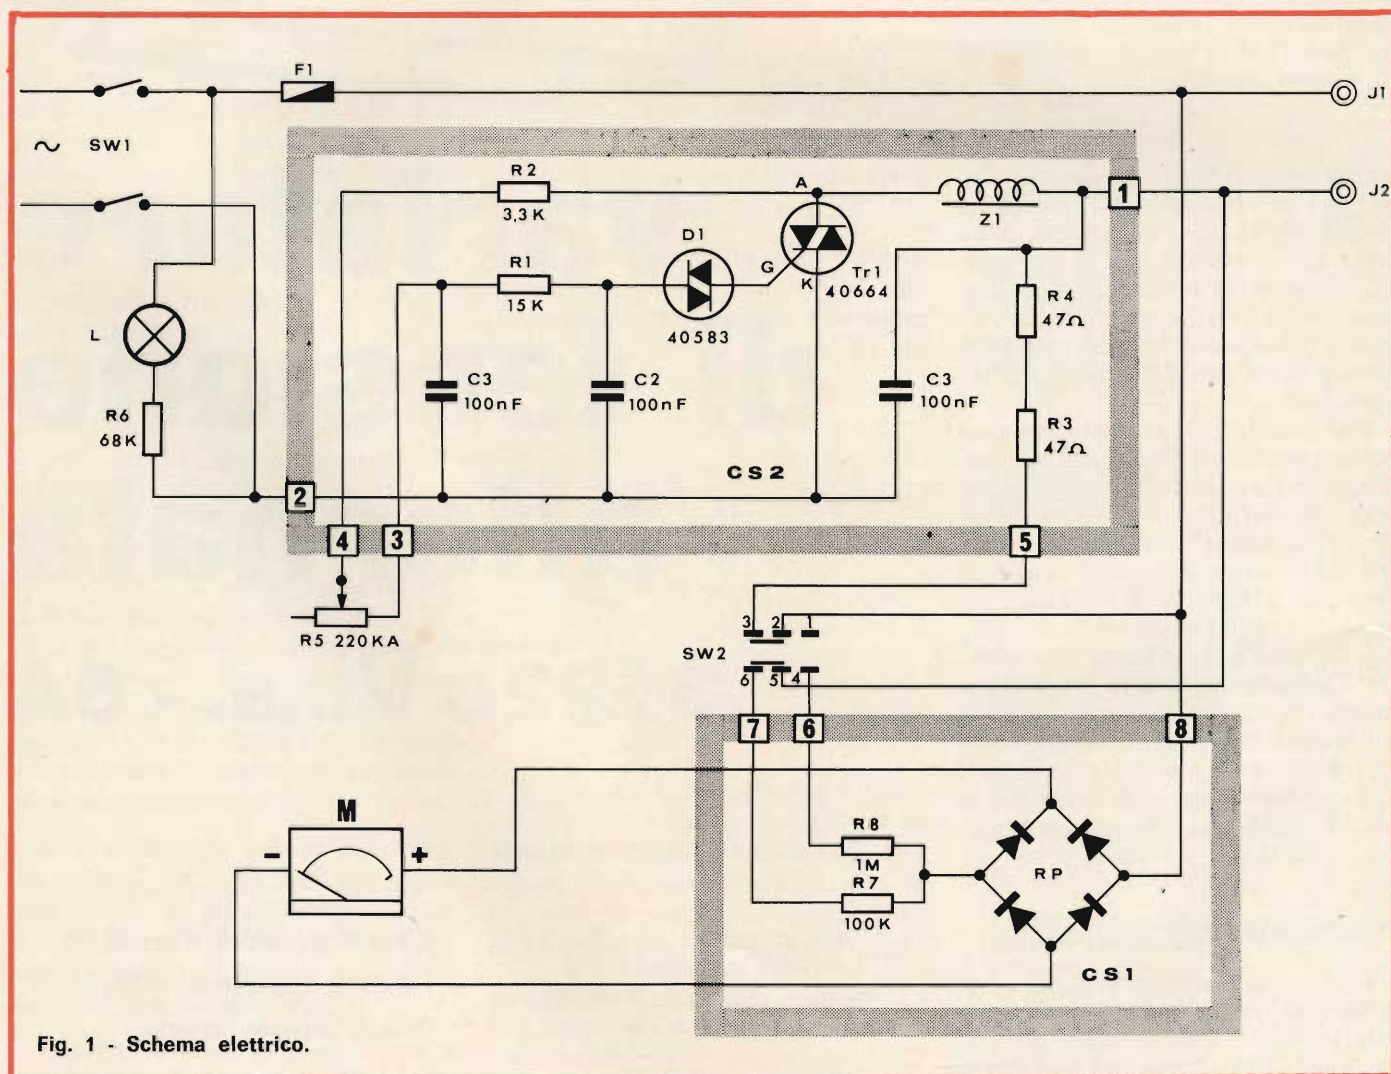 F1
J1
∼ SW1
J2
R2
3,3K
A
1
Z1
D1
R1
15K
G
K
Tr1
40664
R4
47Ω
40583
L
C3
100nF
C2
100nF
C3
100nF
R3
47Ω
R6
68K
CS2
2
4
3
5
R5 220KA
3 2 1
SW2
6 5 4
7
6
8
M
- +
R8
1M
R7
100K
RP
CS1
Fig. 1 - Schema elettrico.